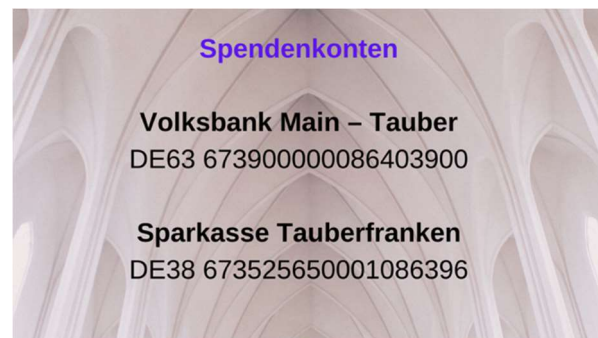 Spendenkonten
Volksbank Main – Tauber
DE63 673900000086403900
Sparkasse Tauberfranken
DE38 673525650001086396